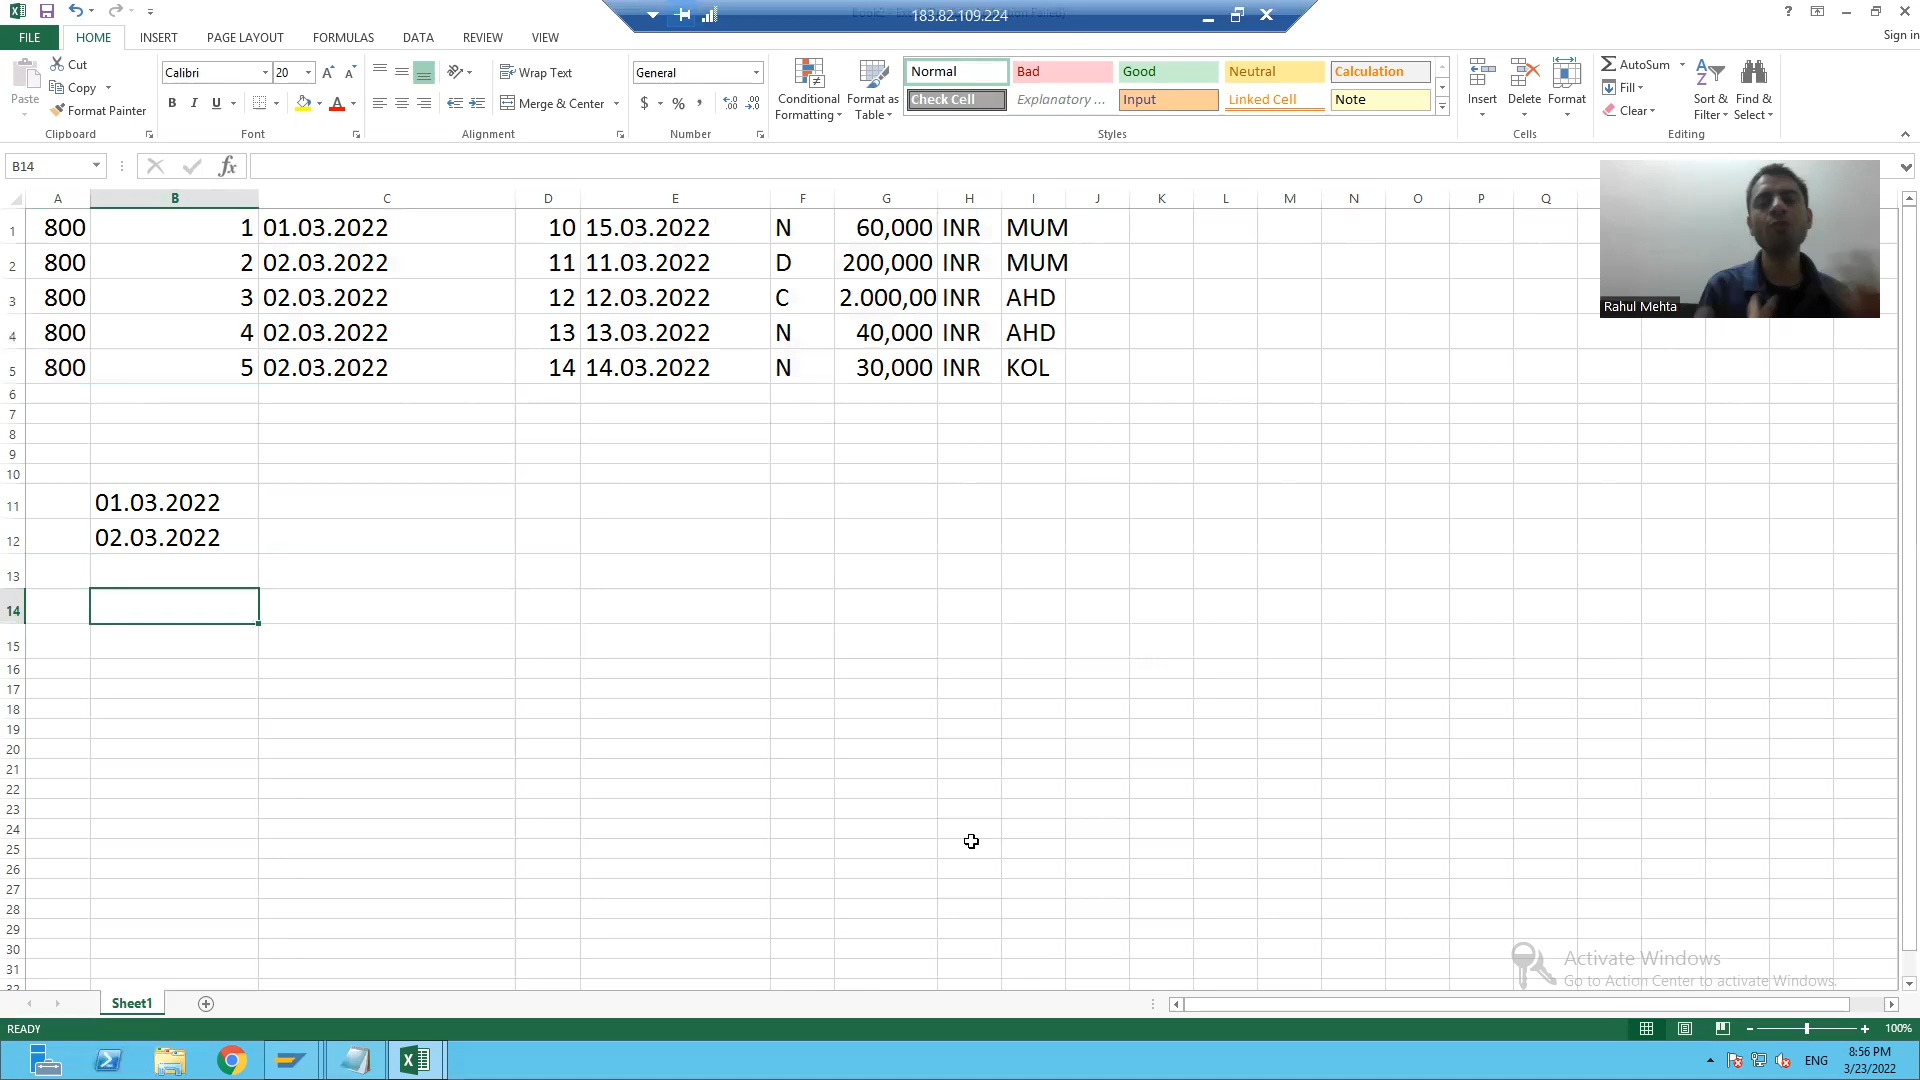 183.82.109.224
Sign in
FILE HOME INSERT PAGE LAYOUT FORMULAS DATA REVIEW VIEW
Paste
Cut
Copy
Format Painter
Clipboard
Calibri 20
B I U
Font
Wrap Text
Merge & Center
Alignment
General
$ % ,
Number
Conditional Formatting
Format as Table
Normal Bad Good Neutral Calculation
Check Cell Explanatory ... Input Linked Cell Note
Styles
Insert Delete Format
Cells
AutoSum
Fill
Clear
Sort & Filter
Find & Select
Editing
B14 fx
A B C D E F G H I J K L M N O P Q
1 800 1 01.03.2022 10 15.03.2022 N 60,000 INR MUM
2 800 2 02.03.2022 11 11.03.2022 D 200,000 INR MUM
3 800 3 02.03.2022 12 12.03.2022 C 2.000,00 INR AHD
4 800 4 02.03.2022 13 13.03.2022 N 40,000 INR AHD
5 800 5 02.03.2022 14 14.03.2022 N 30,000 INR KOL
Rahul Mehta
6
7
8
9
10
11 01.03.2022
12 02.03.2022
13
14
15
16
17
18
19
20
21
22
23
24
25
26
27
28
29
30
31
32
Activate Windows
Go to Action Center to activate Windows.
Sheet1
READY
100%
ENG
8:56 PM
3/23/2022